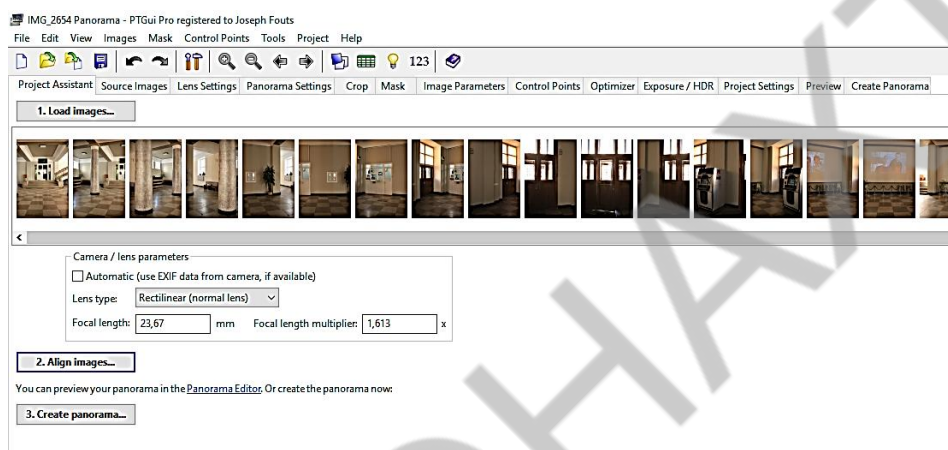 IMG_2654 Panorama - PTGui Pro registered to Joseph Fouts
File Edit View Images Mask Control Points Tools Project Help
123
Project Assistant Source Images Lens Settings Panorama Settings Crop Mask Image Parameters Control Points Optimizer Exposure / HDR Project Settings Preview Create Panorama
1. Load images...
Camera / lens parameters
Automatic (use EXIF data from camera, if available)
Lens type: Rectilinear (normal lens)
Focal length: 23,67 mm Focal length multiplier: 1,613 x
2. Align images...
You can preview your panorama in the Panorama Editor. Or create the panorama now:
3. Create panorama...